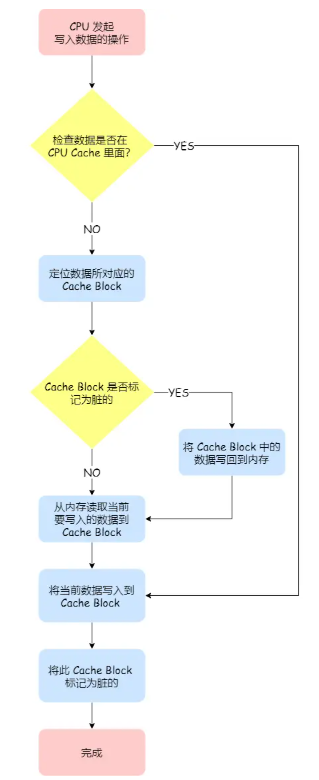 CPU 发起
写入数据的操作
检查数据是否在
CPU Cache 里面?
YES
NO
定位数据所对应的
Cache Block
Cache Block 是否标
记为脏的
YES
将 Cache Block 中的
数据写回到内存
NO
从内存读取当前
要写入的数据到
Cache Block
将当前数据写入到
Cache Block
将此 Cache Block
标记为脏的
完成